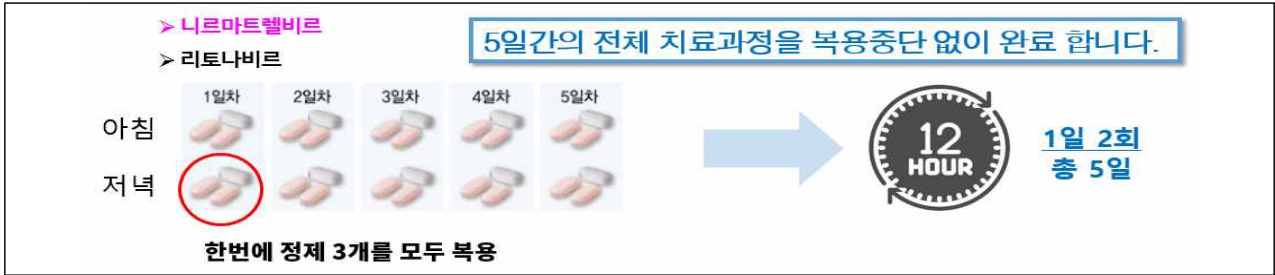 ➢ 니르마트렐비르
➢ 리토나비르
5일간의 전체 치료과정을 복용중단 없이 완료 합니다.
1일차 2일차 3일차 4일차 5일차
아침
저녁
한번에 정제 3개를 모두 복용
12
HOUR
1일 2회
총 5일